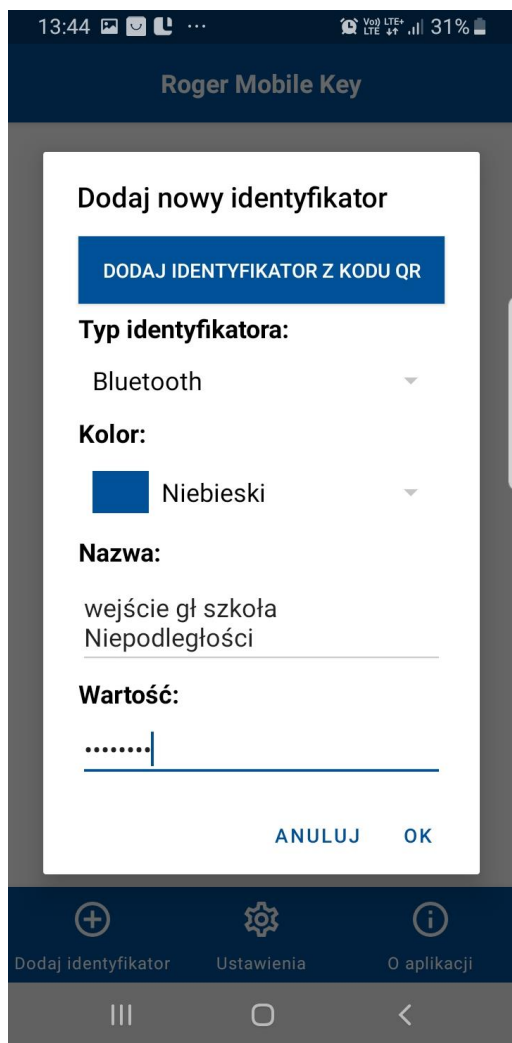 13:44 ... Vo)) LTE LTE+ 31%
Roger Mobile Key
Dodaj nowy identyfikator
DODAJ IDENTYFIKATOR Z KODU QR
Typ identyfikatora:
Bluetooth
Kolor:
Niebieski
Nazwa:
wejście gł szkoła
Niepodległości
Wartość:
••••••••
ANULUJ OK
Dodaj identyfikator Ustawienia O aplikacji